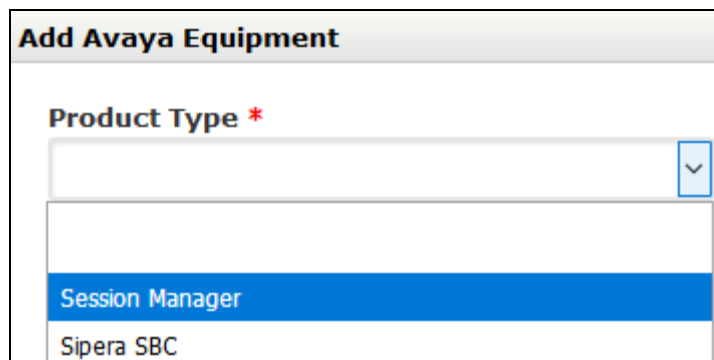 Add Avaya Equipment
Product Type *
Session Manager
Sipera SBC